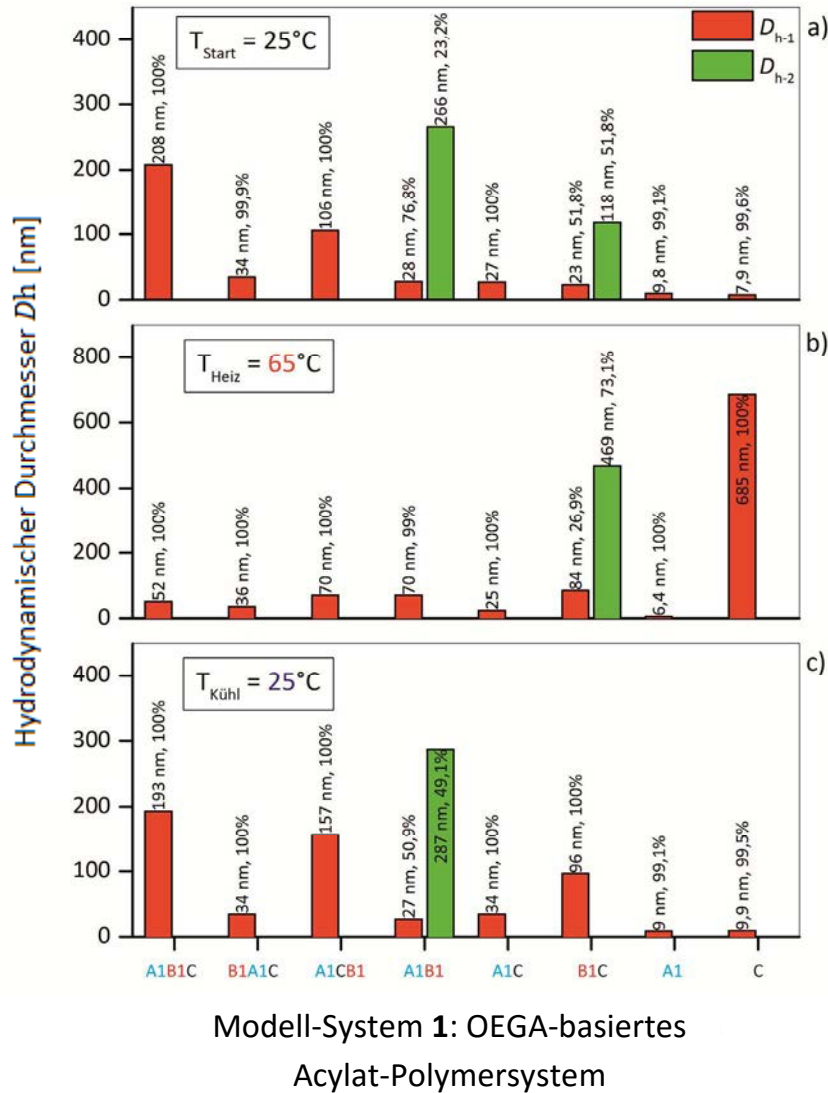 Hydrodynamischer Durchmesser Dh [nm]
a)
T_Start = 25°C
D_h-1
D_h-2
400
300
200
100
0
208 nm, 100%
34 nm, 99,9%
106 nm, 100%
28 nm, 76,8%
266 nm, 23,2%
27 nm, 100%
23 nm, 51,8%
118 nm, 51,8%
9,8 nm, 99,1%
7,9 nm, 99,6%
b)
T_Heiz = 65°C
800
600
400
200
0
52 nm, 100%
36 nm, 100%
70 nm, 100%
70 nm, 99%
25 nm, 100%
84 nm, 26,9%
469 nm, 73,1%
6,4 nm, 100%
685 nm, 100%
c)
T_Kühl = 25°C
400
300
200
100
0
193 nm, 100%
34 nm, 100%
157 nm, 100%
27 nm, 50,9%
287 nm, 49,1%
34 nm, 100%
96 nm, 100%
9 nm, 99,1%
9,9 nm, 99,5%
A1B1C B1A1C A1CB1 A1B1 A1C B1C A1 C
Modell-System 1: OEGA-basiertes
Acylat-Polymersystem